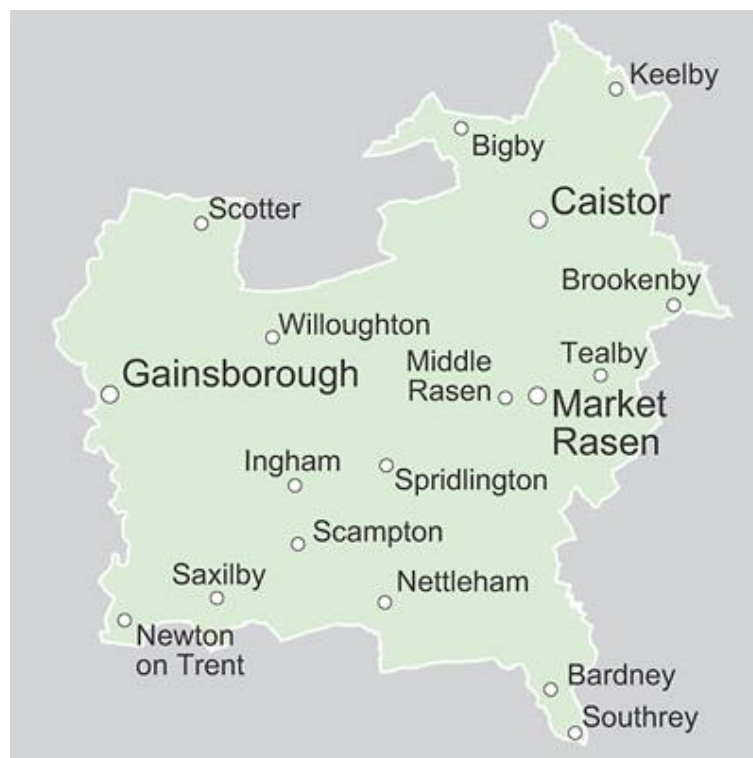 Keelby
Bigby
Caistor
Scotter
Brookenby
Willoughton
Tealby
Middle
Rasen
Gainsborough
Market
Rasen
Ingham
Spridlington
Scampton
Saxilby
Nettleham
Newton
on Trent
Bardney
Southrey